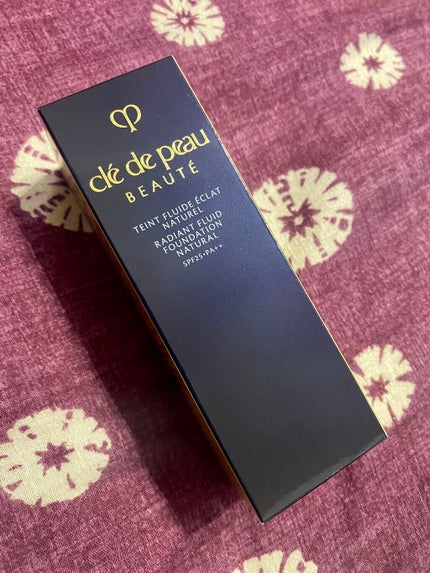 clé de peau
BEAUTÉ
TEINT FLUIDE ÉCLAT
NATUREL
RADIANT FLUID
FOUNDATION
NATURAL
SPF25•PA++